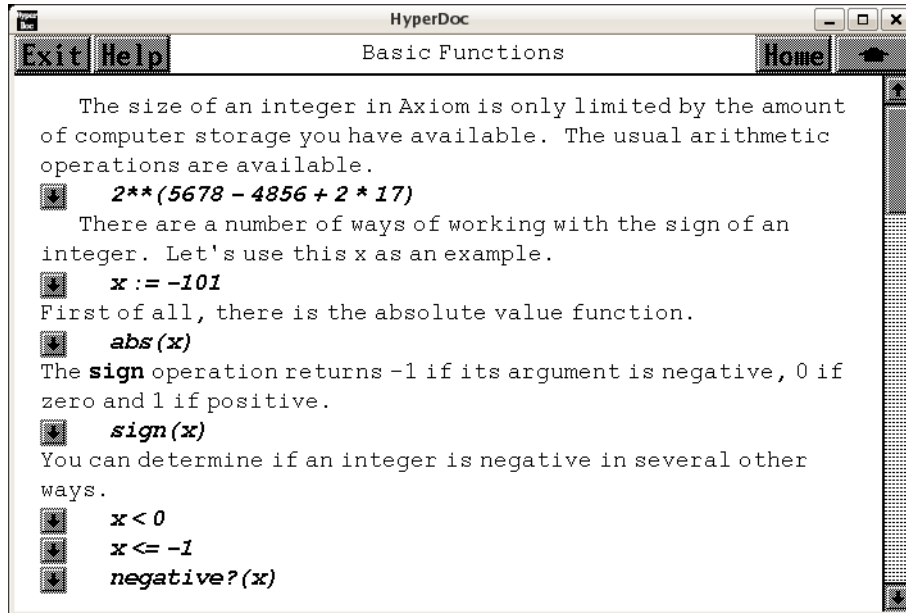 Hyper Doc
HyperDoc
Exit Help Basic Functions Home
The size of an integer in Axiom is only limited by the amount
of computer storage you have available. The usual arithmetic
operations are available.
2**(5678 - 4856 + 2 * 17)
There are a number of ways of working with the sign of an
integer. Let's use this x as an example.
x := -101
First of all, there is the absolute value function.
abs(x)
The sign operation returns -1 if its argument is negative, 0 if
zero and 1 if positive.
sign(x)
You can determine if an integer is negative in several other
ways.
x < 0
x <= -1
negative?(x)